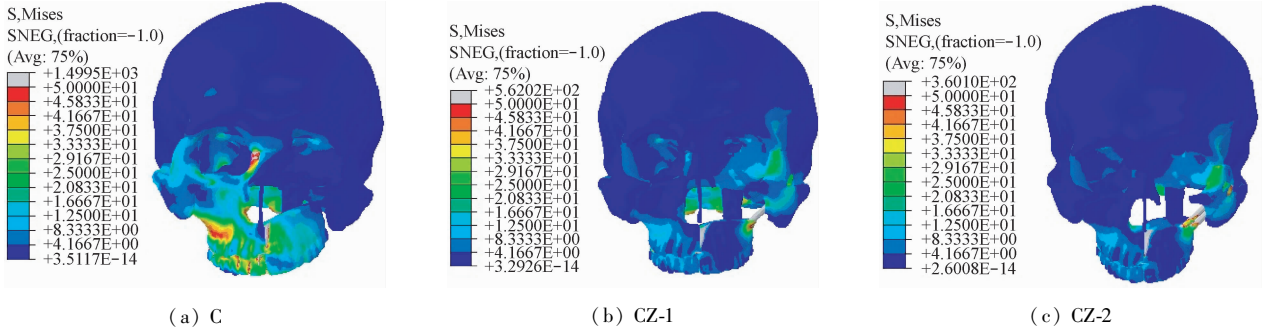 S,Mises
SNEG,(fraction=−1.0)
(Avg: 75%)
+1.4995E+03
+5.0000E+01
+4.5833E+01
+4.1667E+01
+3.7500E+01
+3.3333E+01
+2.9167E+01
+2.5000E+01
+2.0833E+01
+1.6667E+01
+1.2500E+01
+8.3333E+00
+4.1667E+00
+3.5117E−14
(a) C
S,Mises
SNEG,(fraction=−1.0)
(Avg: 75%)
+5.6202E+02
+5.0000E+01
+4.5833E+01
+4.1667E+01
+3.7500E+01
+3.3333E+01
+2.9167E+01
+2.5000E+01
+2.0833E+01
+1.6667E+01
+1.2500E+01
+8.3333E+00
+4.1667E+00
+3.2926E−14
(b) CZ-1
S,Mises
SNEG,(fraction=−1.0)
(Avg: 75%)
+3.6010E+02
+5.0000E+01
+4.5833E+01
+4.1667E+01
+3.7500E+01
+3.3333E+01
+2.9167E+01
+2.5000E+01
+2.0833E+01
+1.6667E+01
+1.2500E+01
+8.3333E+00
+4.1667E+00
+2.6008E−14
(c) CZ-2